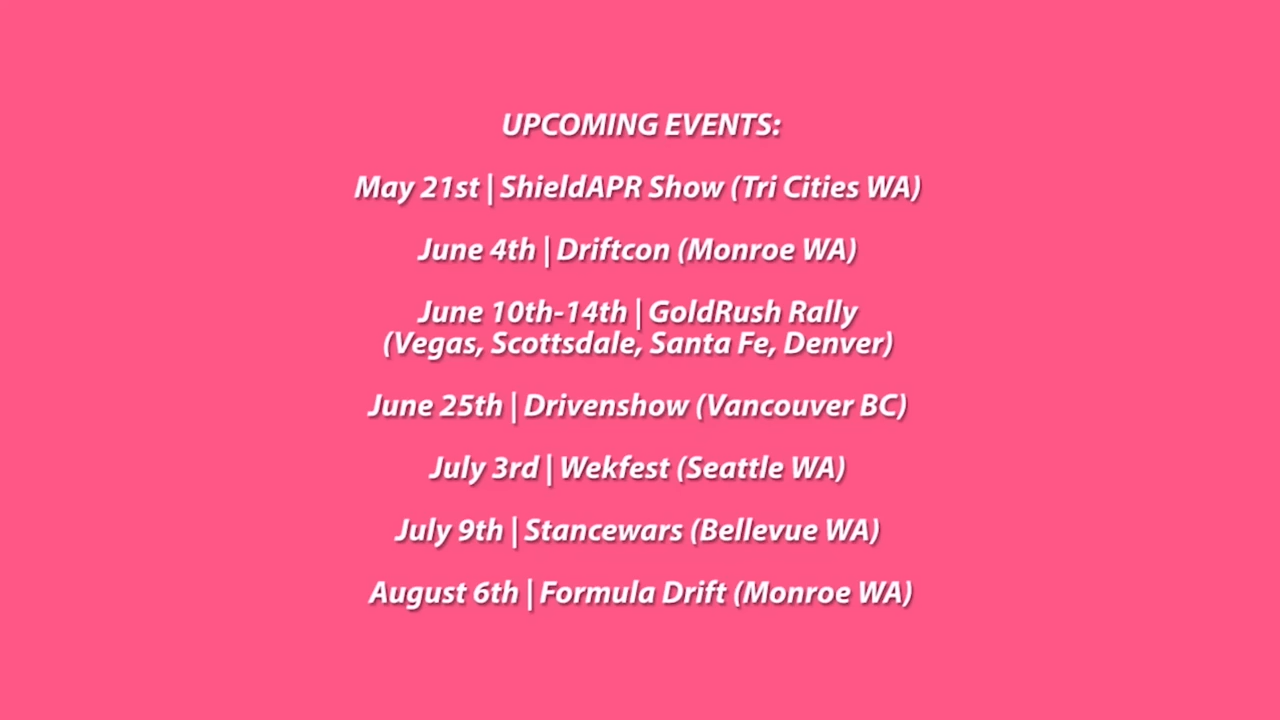 UPCOMING EVENTS:
May 21st | ShieldAPR Show (Tri Cities WA)
June 4th | Driftcon (Monroe WA)
June 10th-14th | GoldRush Rally
(Vegas, Scottsdale, Santa Fe, Denver)
June 25th | Drivenshow (Vancouver BC)
July 3rd | Wekfest (Seattle WA)
July 9th | Stancewars (Bellevue WA)
August 6th | Formula Drift (Monroe WA)